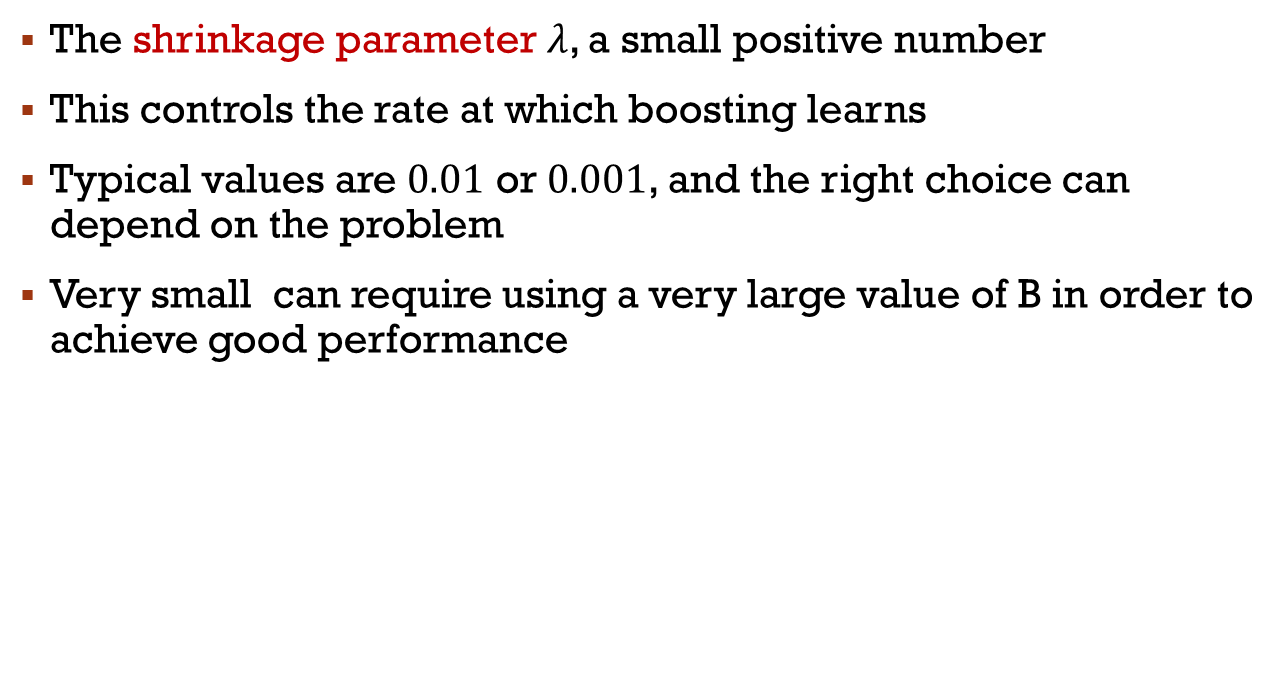 ▪ The shrinkage parameter λ, a small positive number
▪ This controls the rate at which boosting learns
▪ Typical values are 0.01 or 0.001, and the right choice can
depend on the problem
▪ Very small  can require using a very large value of B in order to
achieve good performance